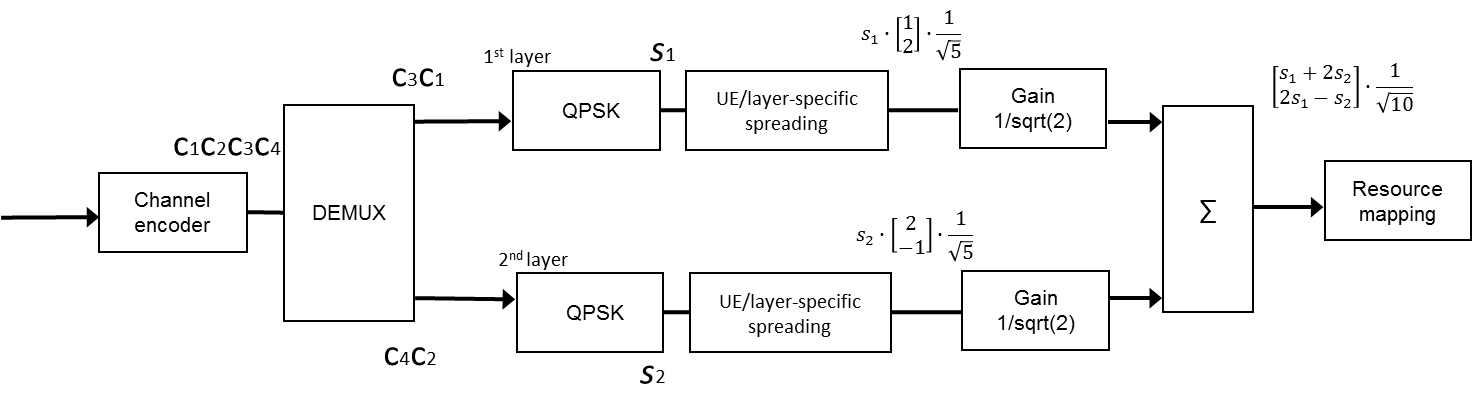 C1C2C3C4
Channel
encoder
DEMUX
C3C1
1st layer
QPSK
S1
UE/layer-specific
spreading
s₁ · [1 2] · 1/√5
Gain
1/sqrt(2)
C4C2
2nd layer
QPSK
S2
UE/layer-specific
spreading
s₂ · [2 −1] · 1/√5
Gain
1/sqrt(2)
∑
[s₁ + 2s₂ 2s₁ − s₂] · 1/√10
Resource
mapping